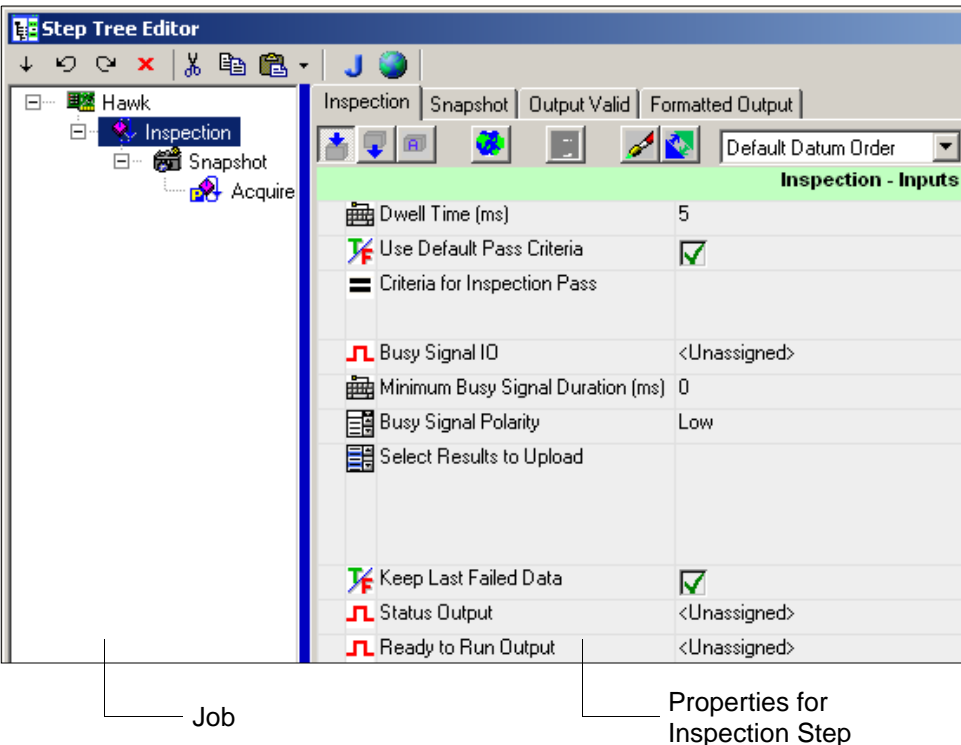 Step Tree Editor
J
Hawk
Inspection
Snapshot
P Acquire
Inspection Snapshot Output Valid Formatted Output
A Default Datum Order
Inspection - Inputs
Dwell Time (ms) 5
T/F Use Default Pass Criteria
Criteria for Inspection Pass
Busy Signal IO <Unassigned>
Minimum Busy Signal Duration (ms) 0
Busy Signal Polarity Low
Select Results to Upload
T/F Keep Last Failed Data
Status Output <Unassigned>
Ready to Run Output <Unassigned>
Job
Properties for
Inspection Step